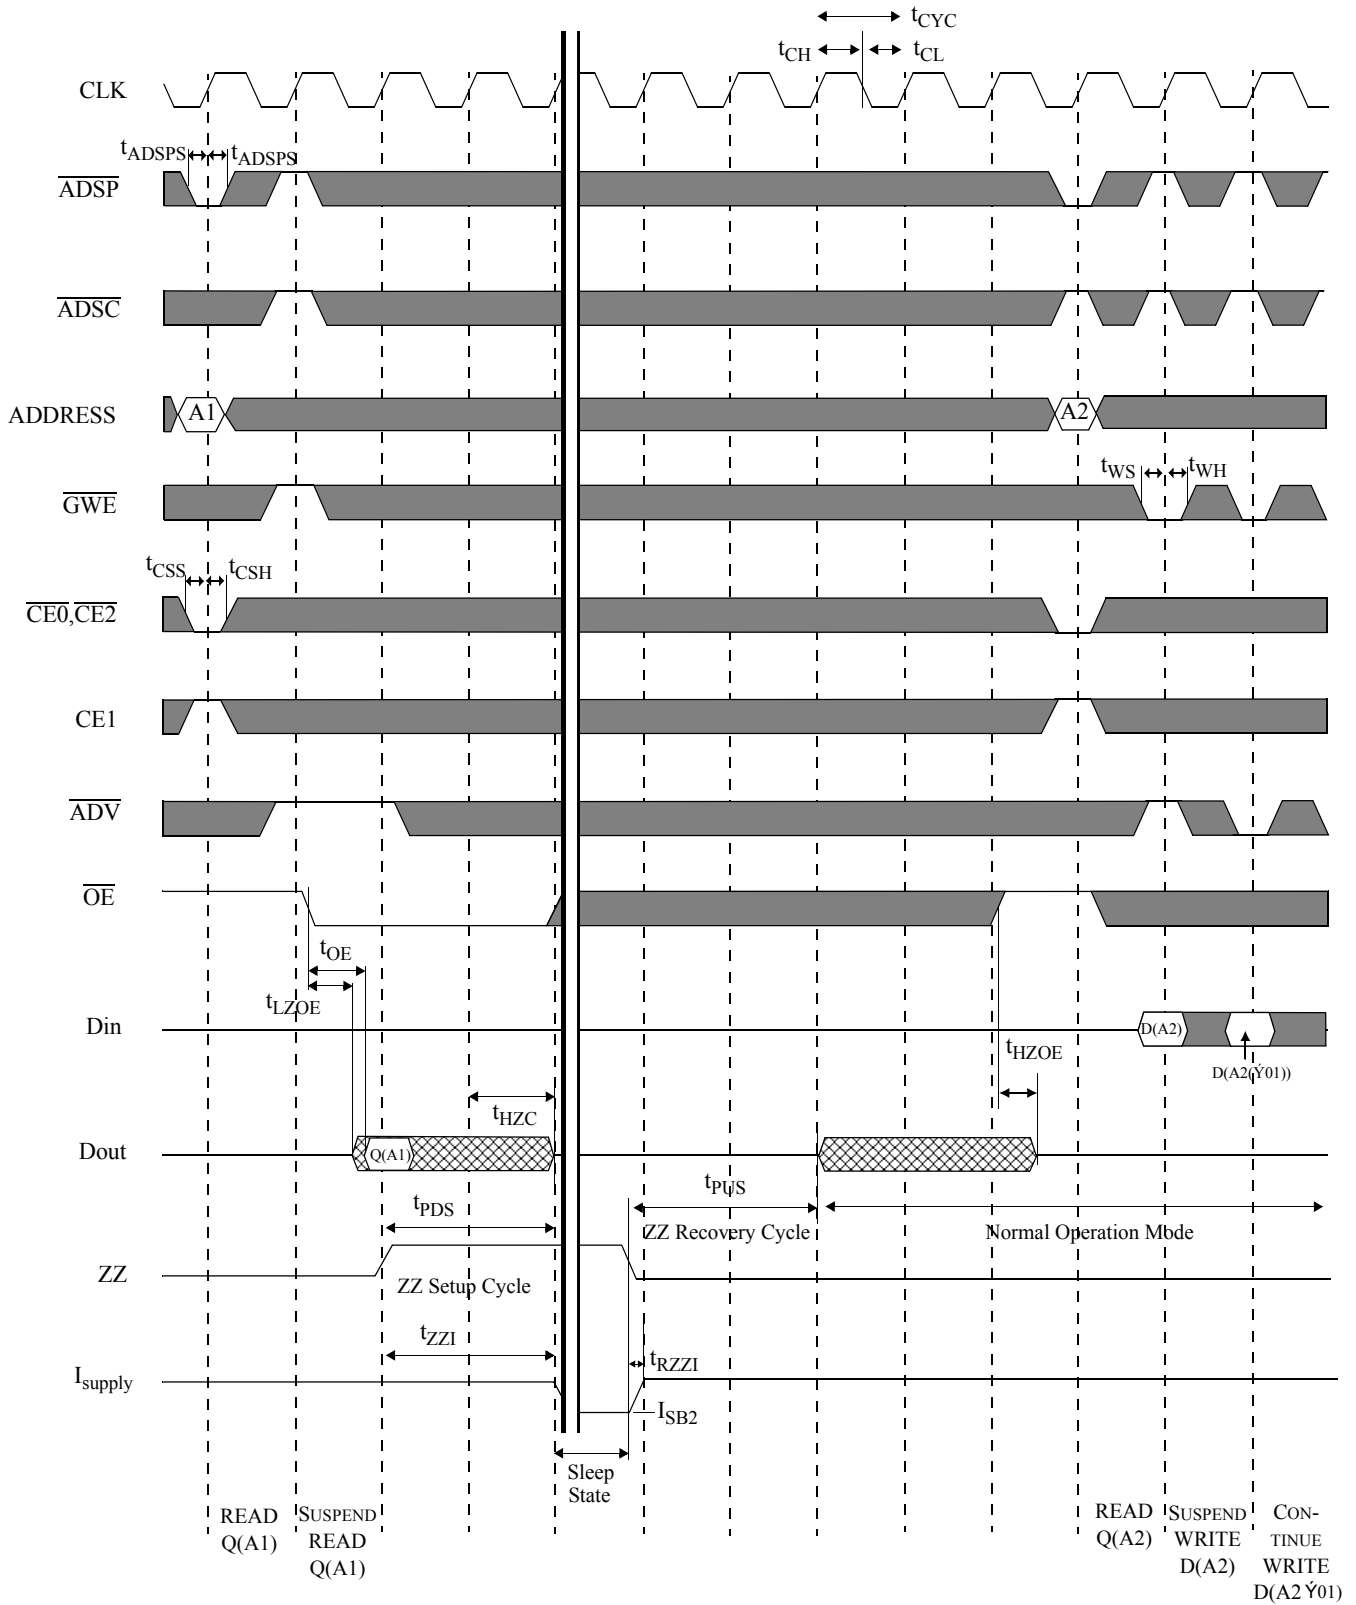 tCYC
tCH
tCL
CLK
tADSPS
tADSPS
ADSP
ADSC
ADDRESS
A1
A2
tWS
tWH
GWE
tCSS
tCSH
CE0,CE2
CE1
ADV
OE
tOE
tLZOE
Din
D(A2)
tHZOE
D(A2(Ý01))
tHZC
Dout
Q(A1)
tPUS
tPDS
ZZ Recovery Cycle
Normal Operation Mode
ZZ
ZZ Setup Cycle
tZZI
tRZZI
Isupply
ISB2
Sleep
State
READ
Q(A1)
SUSPEND
READ
Q(A1)
READ
Q(A2)
SUSPEND
WRITE
D(A2)
CON-
TINUE
WRITE
D(A2Ý01)